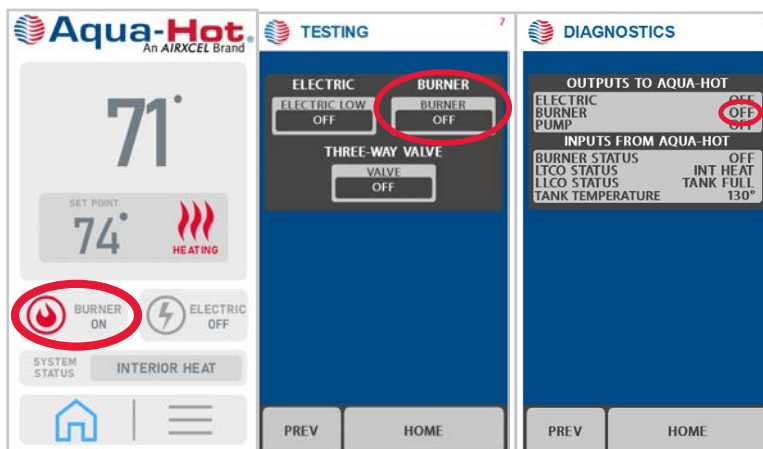 Aqua-Hot.
An AIRXCEL Brand
71°
SET POINT
74°
HEATING
BURNER
ON
ELECTRIC
OFF
SYSTEM
STATUS
INTERIOR HEAT
TESTING
7
ELECTRIC
BURNER
ELECTRIC LOW
OFF
BURNER
OFF
THREE-WAY VALVE
VALVE
OFF
PREV
HOME
DIAGNOSTICS
OUTPUTS TO AQUA-HOT
ELECTRIC OFF
BURNER OFF
PUMP OFF
INPUTS FROM AQUA-HOT
BURNER STATUS OFF
LTCO STATUS INT HEAT
LLCO STATUS TANK FULL
TANK TEMPERATURE 130°
PREV
HOME